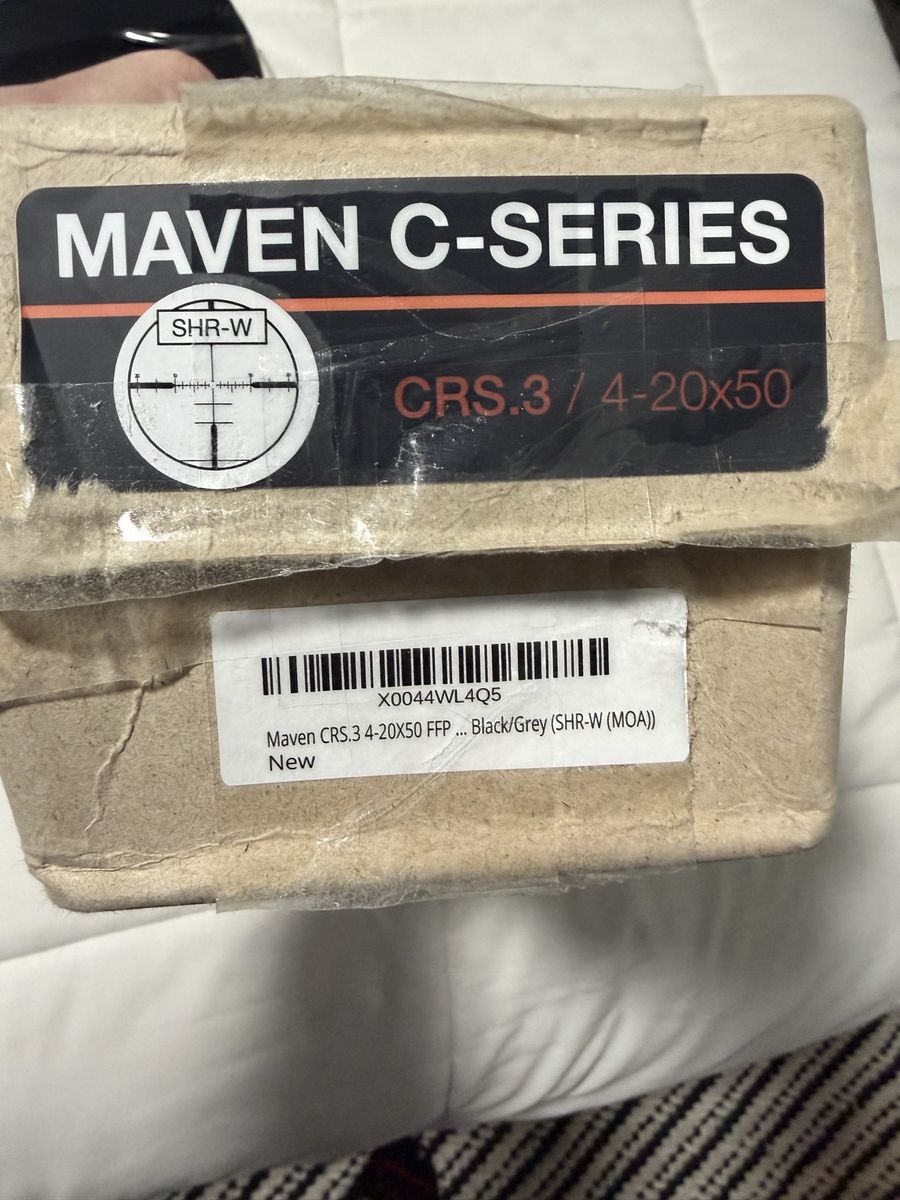 MAVEN C-SERIES
SHR-W
CRS.3 / 4-20x50
X0044WL4Q5
Maven CRS.3 4-20X50 FFP ... Black/Grey (SHR-W (MOA))
New